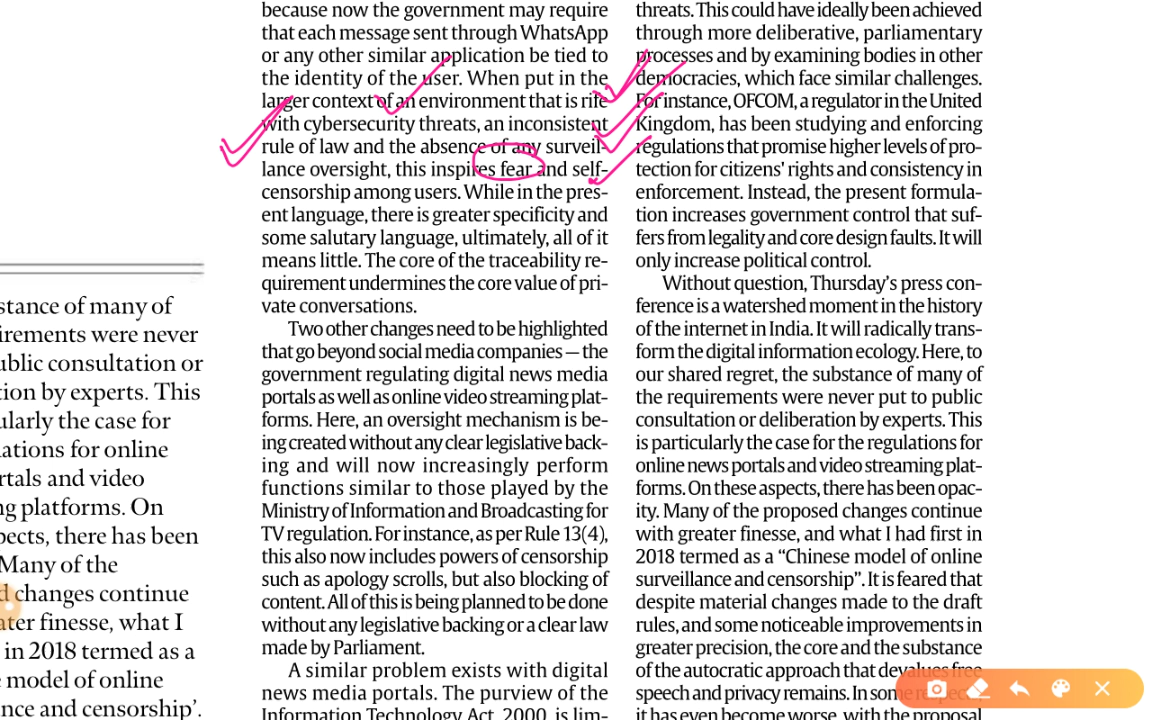 stance of many of
irements were never
ublic consultation or
tion by experts. This
ularly the case for
lations for online
rtals and video
ng platforms. On
pects, there has been
Many of the
d changes continue
ater finesse, what I
in 2018 termed as a
e model of online
nce and censorship'.
because now the government may require
that each message sent through WhatsApp
or any other similar application be tied to
the identity of the user. When put in the
larger context of an environment that is rife
with cybersecurity threats, an inconsistent
rule of law and the absence of any surveil-
lance oversight, this inspires fear and self-
censorship among users. While in the pres-
ent language, there is greater specificity and
some salutary language, ultimately, all of it
means little. The core of the traceability re-
quirement undermines the core value of pri-
vate conversations.
Two other changes need to be highlighted
that go beyond social media companies — the
government regulating digital news media
portals as well as online video streaming plat-
forms. Here, an oversight mechanism is be-
ing created without any clear legislative back-
ing and will now increasingly perform
functions similar to those played by the
Ministry of Information and Broadcasting for
TV regulation. For instance, as per Rule 13(4),
this also now includes powers of censorship
such as apology scrolls, but also blocking of
content. All of this is being planned to be done
without any legislative backing or a clear law
made by Parliament.
A similar problem exists with digital
news media portals. The purview of the
Information Technology Act, 2000, is lim-
threats. This could have ideally been achieved
through more deliberative, parliamentary
processes and by examining bodies in other
democracies, which face similar challenges.
For instance, OFCOM, a regulator in the United
Kingdom, has been studying and enforcing
regulations that promise higher levels of pro-
tection for citizens' rights and consistency in
enforcement. Instead, the present formula-
tion increases government control that suf-
fers from legality and core design faults. It will
only increase political control.
Without question, Thursday's press con-
ference is a watershed moment in the history
of the internet in India. It will radically trans-
form the digital information ecology. Here, to
our shared regret, the substance of many of
the requirements were never put to public
consultation or deliberation by experts. This
is particularly the case for the regulations for
online news portals and video streaming plat-
forms. On these aspects, there has been opac-
ity. Many of the proposed changes continue
with greater finesse, and what I had first in
2018 termed as a “Chinese model of online
surveillance and censorship”. It is feared that
despite material changes made to the draft
rules, and some noticeable improvements in
greater precision, the core and the substance
of the autocratic approach that devalues free
speech and privacy remains. In some
it has even become worse, with the proposal